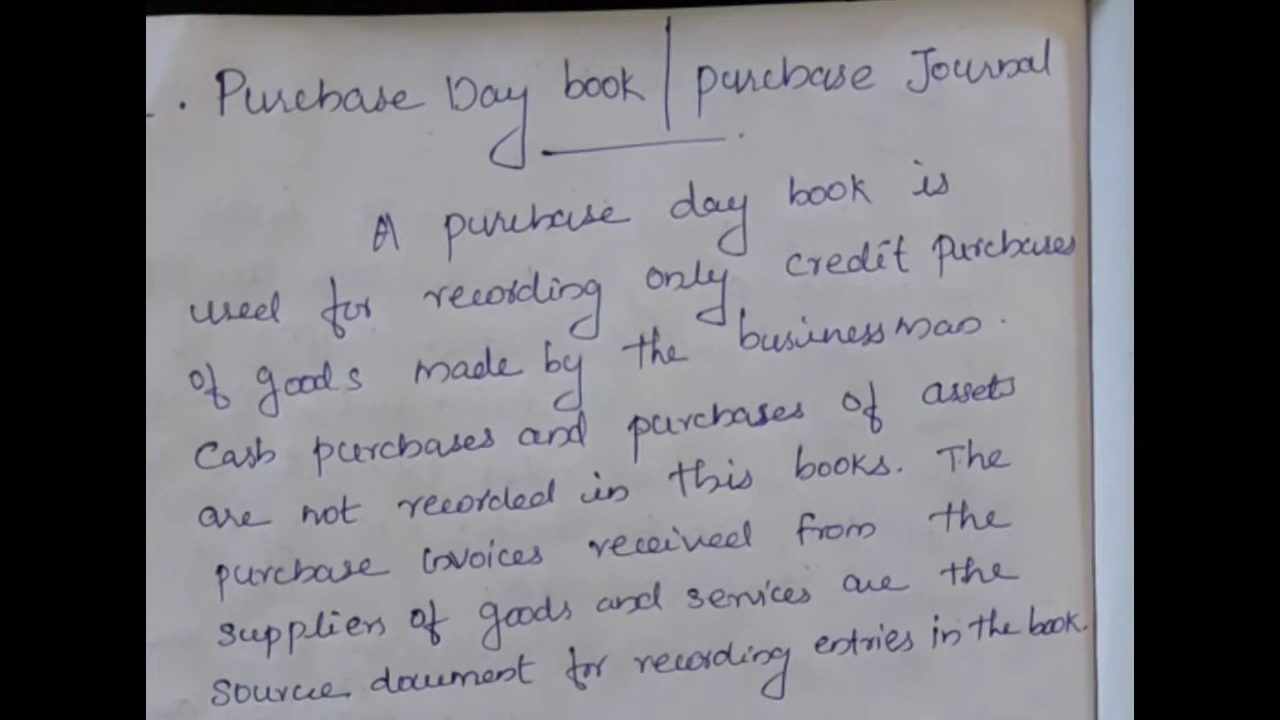 . Purchase Day book | purchase Journal
A purchase day book is
used for recording only credit purchases
of goods made by the businessman.
Cash purchases and purchases of assets
are not recorded in this books. The
purchase invoices received from the
suppliers of goods and services are the
source document for recording entries in the book.